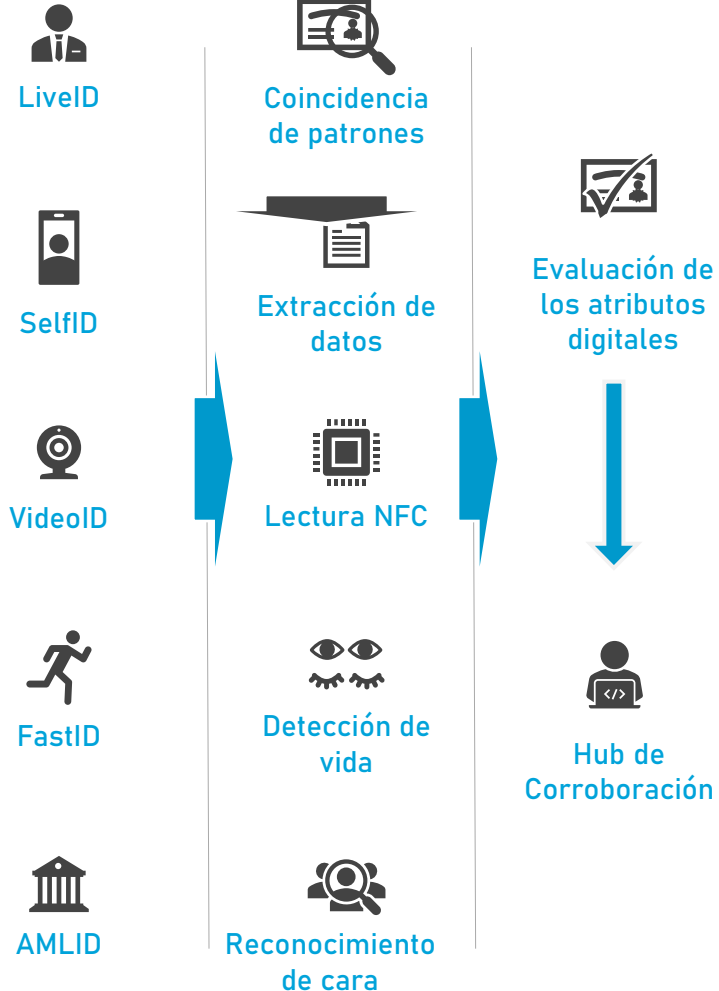 LiveID
SelfID
VideoID
FastID
AMLID
Coincidencia
de patrones
Extracción de
datos
Lectura NFC
Detección de
vida
Reconocimiento
de cara
Evaluación de
los atributos
digitales
</>
Hub de
Corroboración